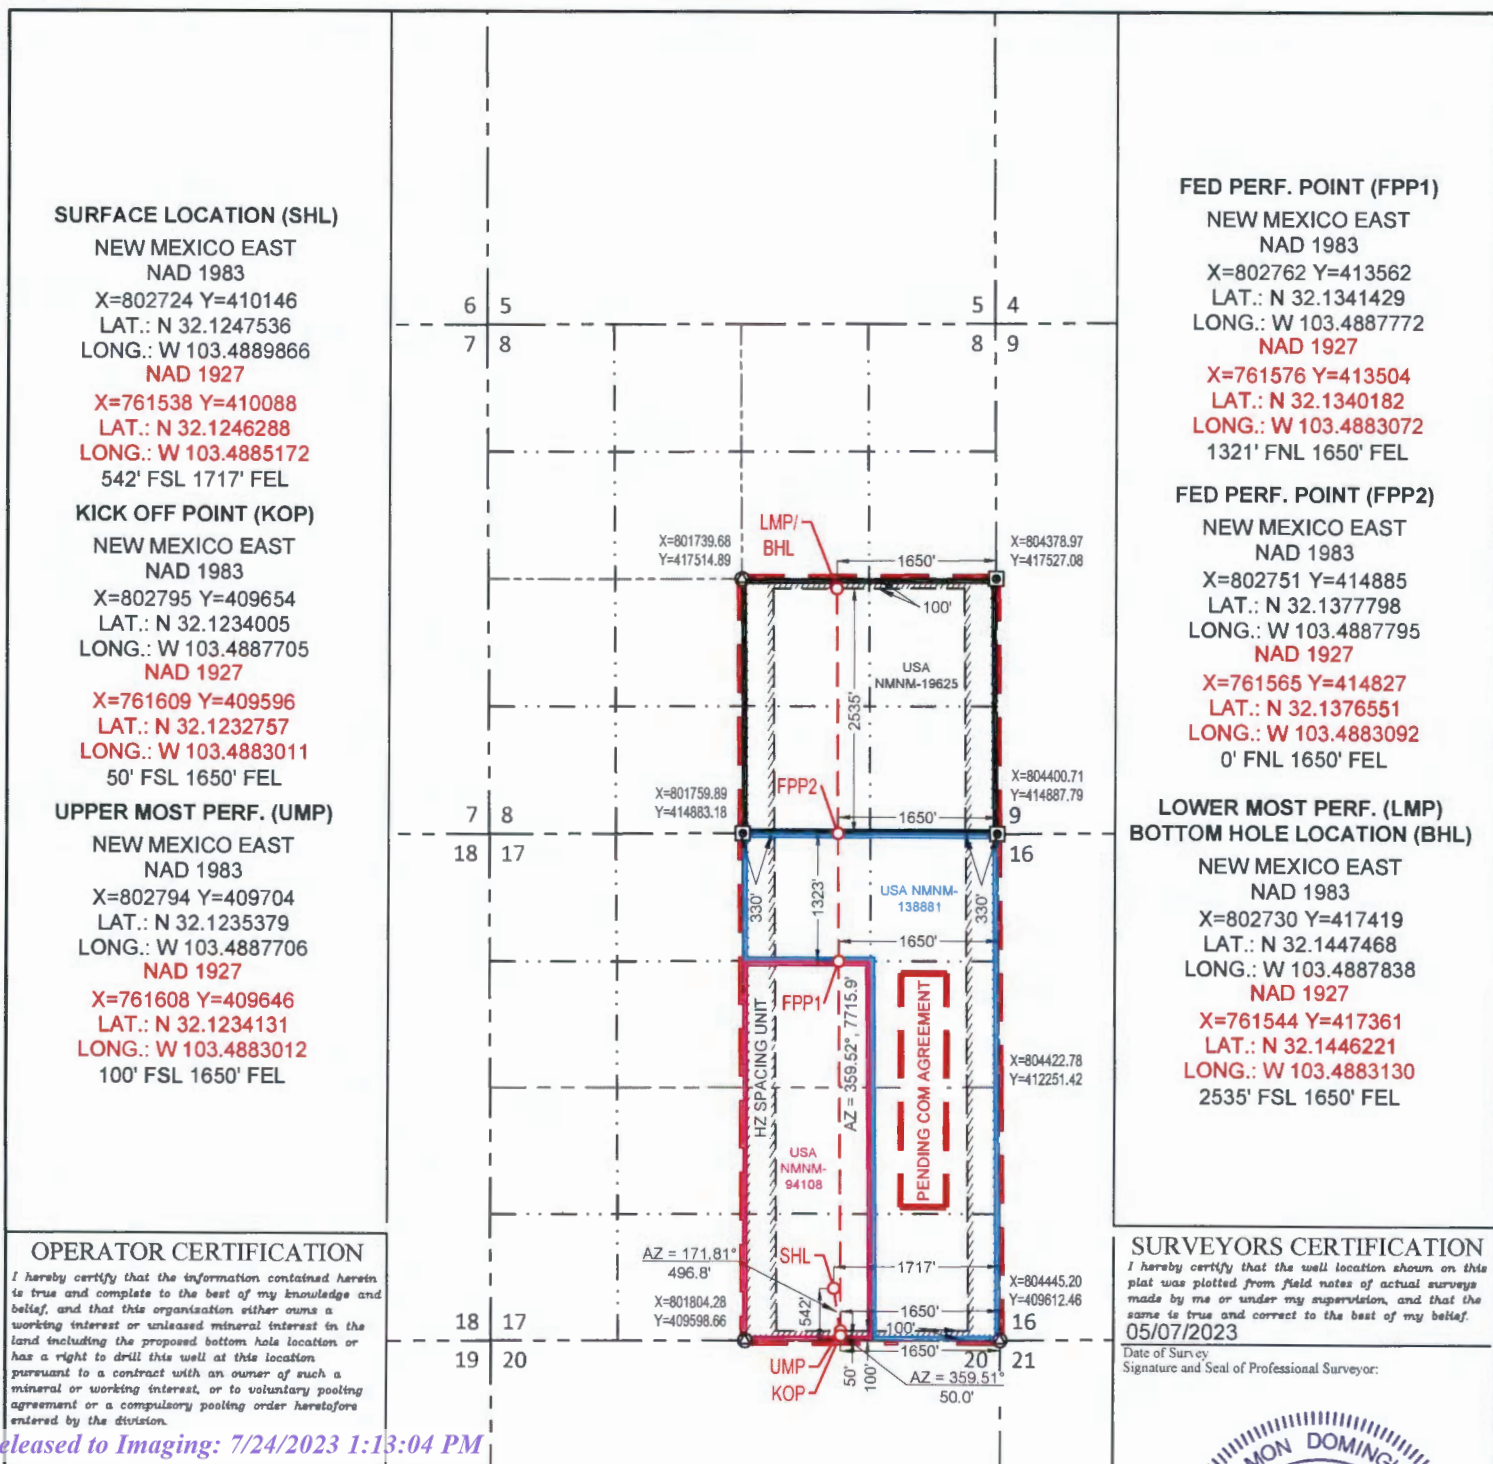 SURFACE LOCATION (SHL)
NEW MEXICO EAST
NAD 1983
X=802724 Y=410146
LAT.: N 32.1247536
LONG.: W 103.4889866
NAD 1927
X=761538 Y=410088
LAT.: N 32.1246288
LONG.: W 103.4885172
542' FSL 1717' FEL
KICK OFF POINT (KOP)
NEW MEXICO EAST
NAD 1983
X=802795 Y=409654
LAT.: N 32.1234005
LONG.: W 103.4887705
NAD 1927
X=761609 Y=409596
LAT.: N 32.1232757
LONG.: W 103.4883011
50' FSL 1650' FEL
UPPER MOST PERF. (UMP)
NEW MEXICO EAST
NAD 1983
X=802794 Y=409704
LAT.: N 32.1235379
LONG.: W 103.4887706
NAD 1927
X=761608 Y=409646
LAT.: N 32.1234131
LONG.: W 103.4883012
100' FSL 1650' FEL
OPERATOR CERTIFICATION
I hereby certify that the information contained herein
is true and complete to the best of my knowledge and
belief, and that this organization either owns a
working interest or unleased mineral interest in the
land including the proposed bottom hole location or
has a right to drill this well at this location
pursuant to a contract with an owner of such a
mineral or working interest, or to voluntary pooling
agreement or a compulsory pooling order heretofore
entered by the division.
eleased to Imaging: 7/24/2023 1:13:04 PM
6 5
7 8
5 4
8 9
LMP/
BHL
X=801739.68
Y=417514.89
X=804378.97
Y=417527.08
1650'
100'
USA
NMNM-19625
2535'
X=801759.89
Y=414883.18
FPP2
X=804400.71
Y=414887.79
1650'
7 8
18 17
9
16
330'
1323'
USA NMNM-
138881
330'
1650'
FPP1
HZ SPACING UNIT
AZ = 359.52°, 7715.9'
PENDING COM AGREEMENT
X=804422.78
Y=412251.42
USA
NMNM-
94108
AZ = 171.81°
496.8'
SHL
1717'
X=801804.28
Y=409598.66
542'
1650'
X=804445.20
Y=409612.46
100'
18 17
19 20
16
20 21
1650'
UMP
KOP
50'
100'
AZ = 359.51°
50.0'
FED PERF. POINT (FPP1)
NEW MEXICO EAST
NAD 1983
X=802762 Y=413562
LAT.: N 32.1341429
LONG.: W 103.4887772
NAD 1927
X=761576 Y=413504
LAT.: N 32.1340182
LONG.: W 103.4883072
1321' FNL 1650' FEL
FED PERF. POINT (FPP2)
NEW MEXICO EAST
NAD 1983
X=802751 Y=414885
LAT.: N 32.1377798
LONG.: W 103.4887795
NAD 1927
X=761565 Y=414827
LAT.: N 32.1376551
LONG.: W 103.4883092
0' FNL 1650' FEL
LOWER MOST PERF. (LMP)
BOTTOM HOLE LOCATION (BHL)
NEW MEXICO EAST
NAD 1983
X=802730 Y=417419
LAT.: N 32.1447468
LONG.: W 103.4887838
NAD 1927
X=761544 Y=417361
LAT.: N 32.1446221
LONG.: W 103.4883130
2535' FSL 1650' FEL
SURVEYORS CERTIFICATION
I hereby certify that the well location shown on this
plat was plotted from field notes of actual surveys
made by me or under my supervision, and that the
same is true and correct to the best of my belief.
05/07/2023
Date of Survey
Signature and Seal of Professional Surveyor:
MON DOMING